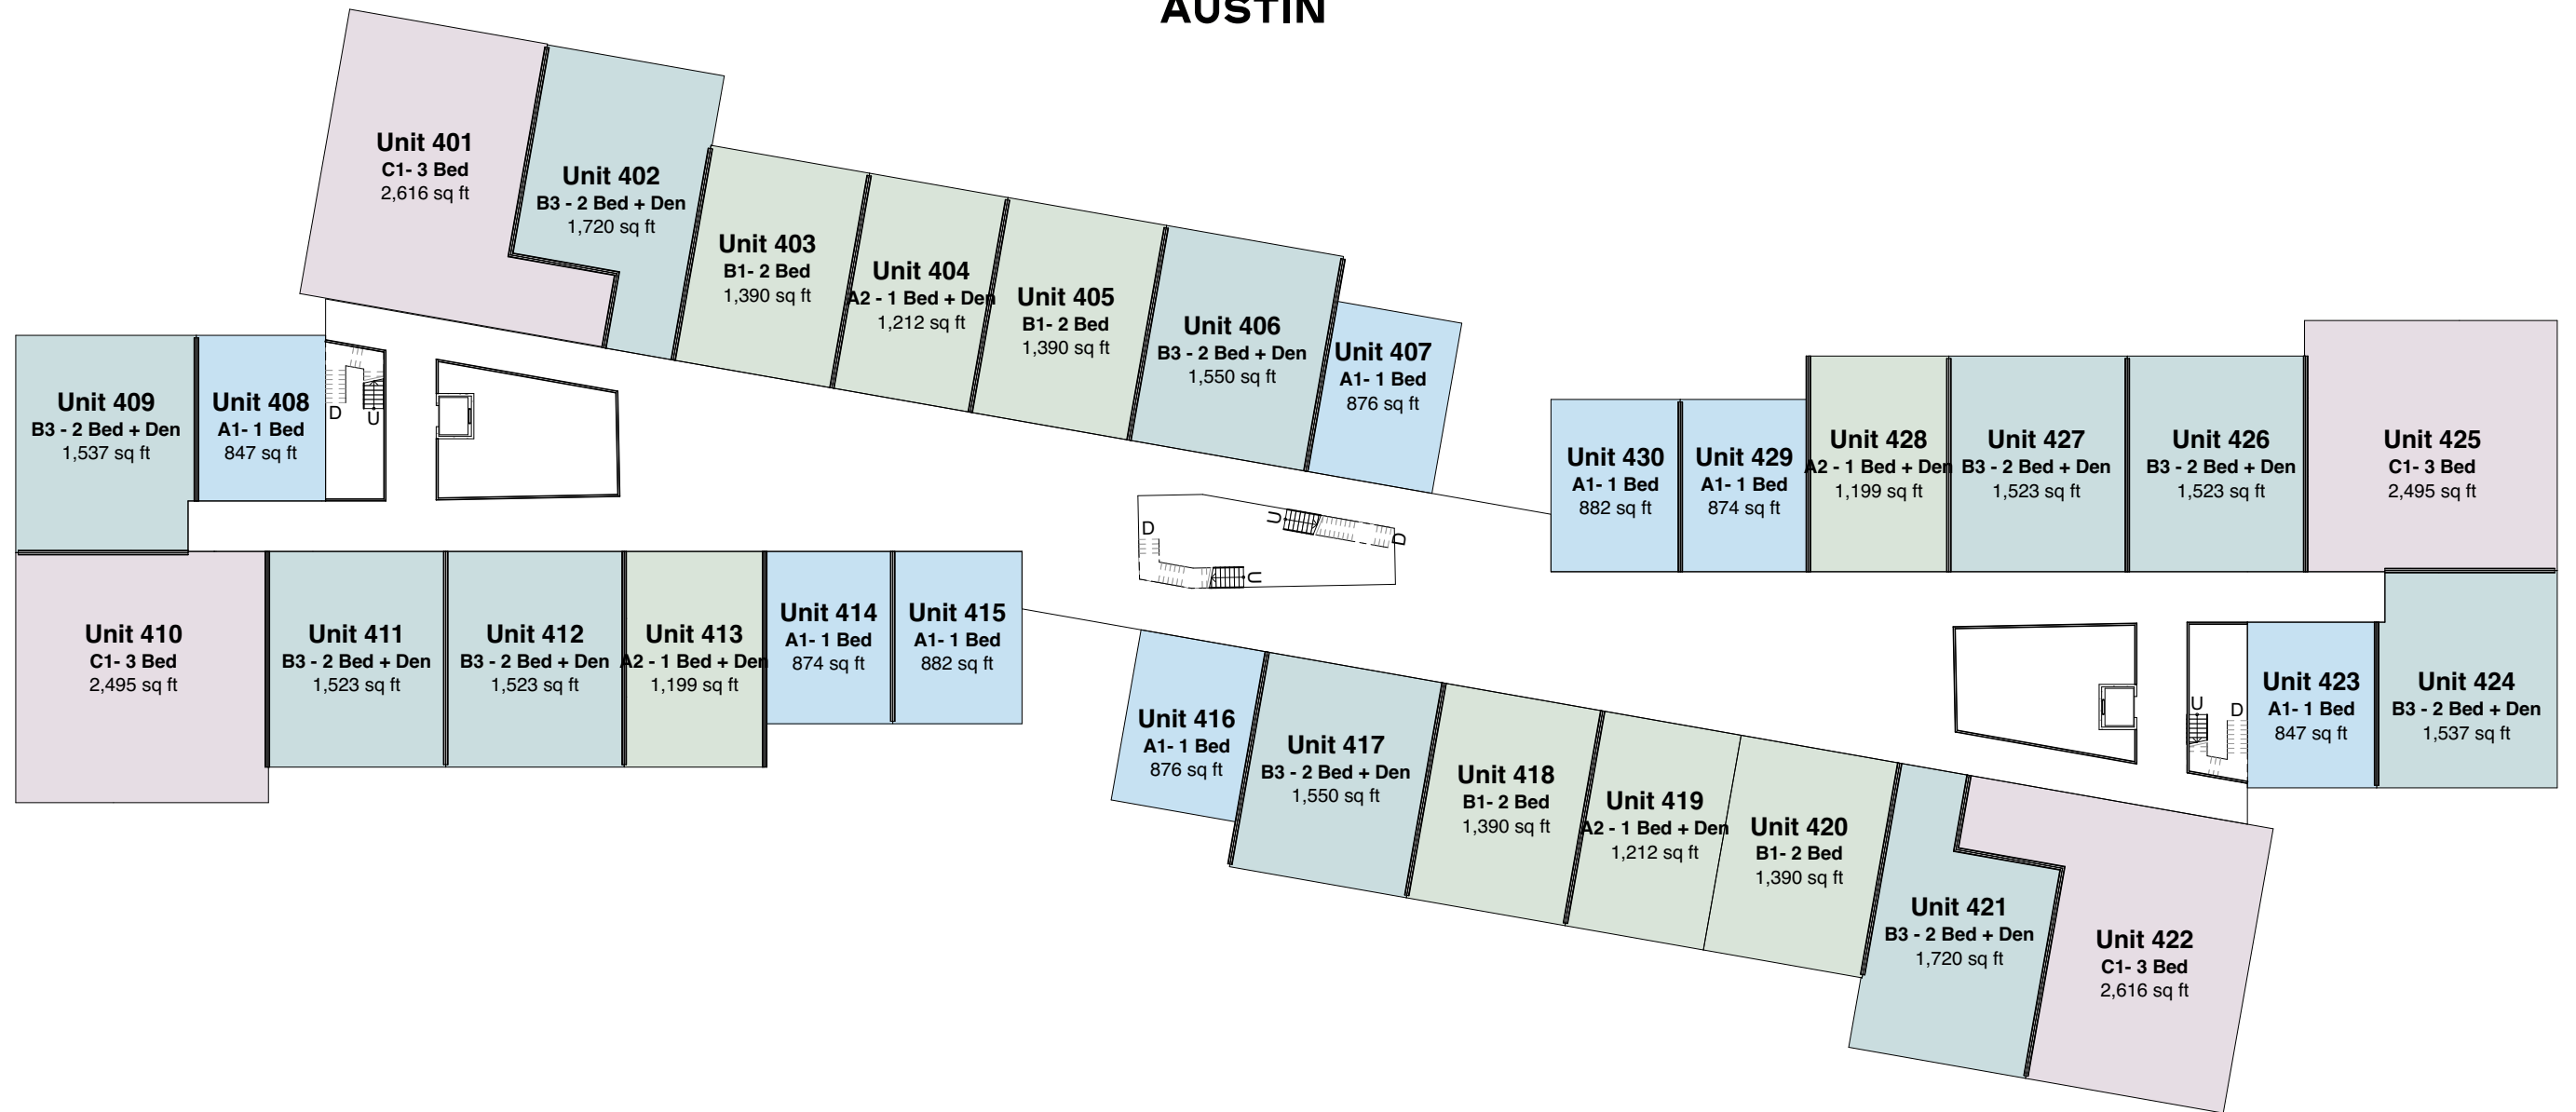 AUSTIN
Unit 401
C1- 3 Bed
2,616 sq ft
Unit 402
B3 - 2 Bed + Den
1,720 sq ft
Unit 403
B1- 2 Bed
1,390 sq ft
Unit 404
A2 - 1 Bed + Den
1,212 sq ft
Unit 405
B1- 2 Bed
1,390 sq ft
Unit 406
B3 - 2 Bed + Den
1,550 sq ft
Unit 407
A1- 1 Bed
876 sq ft
Unit 409
B3 - 2 Bed + Den
1,537 sq ft
Unit 408
A1- 1 Bed
847 sq ft
D
U
Unit 430
A1- 1 Bed
882 sq ft
Unit 429
A1- 1 Bed
874 sq ft
Unit 428
A2 - 1 Bed + Den
1,199 sq ft
Unit 427
B3 - 2 Bed + Den
1,523 sq ft
Unit 426
B3 - 2 Bed + Den
1,523 sq ft
Unit 425
C1- 3 Bed
2,495 sq ft
D
U
D
U
Unit 410
C1- 3 Bed
2,495 sq ft
Unit 411
B3 - 2 Bed + Den
1,523 sq ft
Unit 412
B3 - 2 Bed + Den
1,523 sq ft
Unit 413
A2 - 1 Bed + Den
1,199 sq ft
Unit 414
A1- 1 Bed
874 sq ft
Unit 415
A1- 1 Bed
882 sq ft
Unit 416
A1- 1 Bed
876 sq ft
Unit 417
B3 - 2 Bed + Den
1,550 sq ft
Unit 418
B1- 2 Bed
1,390 sq ft
Unit 419
A2 - 1 Bed + Den
1,212 sq ft
Unit 420
B1- 2 Bed
1,390 sq ft
Unit 421
B3 - 2 Bed + Den
1,720 sq ft
Unit 422
C1- 3 Bed
2,616 sq ft
U
D
Unit 423
A1- 1 Bed
847 sq ft
Unit 424
B3 - 2 Bed + Den
1,537 sq ft